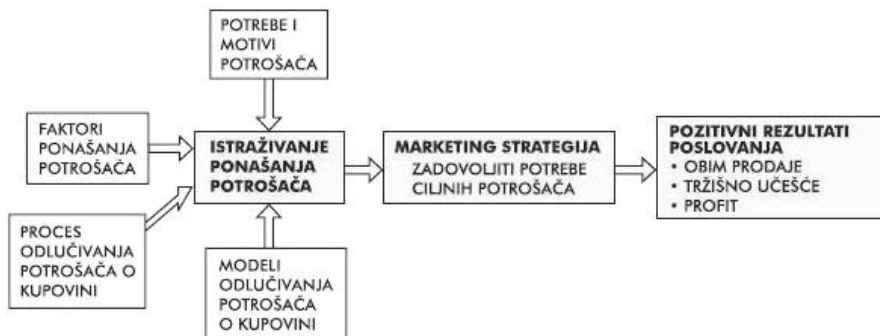 POTREBE I
MOTIVI
POTROŠAČA
FAKTORI
PONAŠANJA
POTROŠAČA
ISTRAŽIVANJE
PONAŠANJA
POTROŠAČA
MARKETING STRATEGIJA
ZADOVOLJITI POTREBE
CILJNIH POTROŠAČA
POZITIVNI REZULTATI
POSLOVANJA
• OBIM PRODAJE
• TRŽIŠNO UČEŠĆE
• PROFIT
PROCES
ODLUČIVANJA
POTROŠAČA O
KUPOVINI
MODELI
ODLUČIVANJA
POTROŠAČA
O KUPOVINI